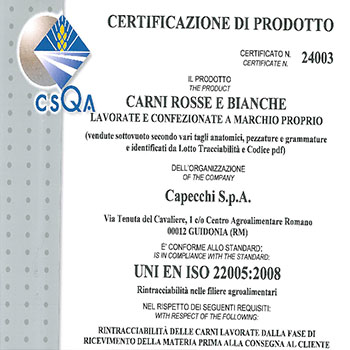 CERTIFICAZIONE DI PRODOTTO
CSQA
CERTIFICATO N. 24003
CERTIFICATE N.
IL PRODOTTO
THE PRODUCT
CARNI ROSSE E BIANCHE
LAVORATE E CONFEZIONATE A MARCHIO PROPRIO
(vendute sottovuoto secondo vari tagli anatomici, pezzature e grammature
e identificati da Lotto Tracciabilità e Codice pdf)
DELL'ORGANIZZAZIONE
OF THE COMPANY
Capecchi S.p.A.
Via Tenuta del Cavaliere, 1 c/o Centro Agroalimentare Romano
00012 GUIDONIA (RM)
E' CONFORME ALLO STANDARD:
IS IN COMPLIANCE WITH THE STANDARD:
UNI EN ISO 22005:2008
Rintracciabilità nelle filiere agroalimentari
NEL RISPETTO DEI SEGUENTI REQUISITI:
WITH RESPECT OF THE FOLLOWING:
RINTRACCIABILITÀ DELLE CARNI LAVORATE DALLA FASE DI
RICEVIMENTO DELLA MATERIA PRIMA ALLA CONSEGNA AL CLIENTE